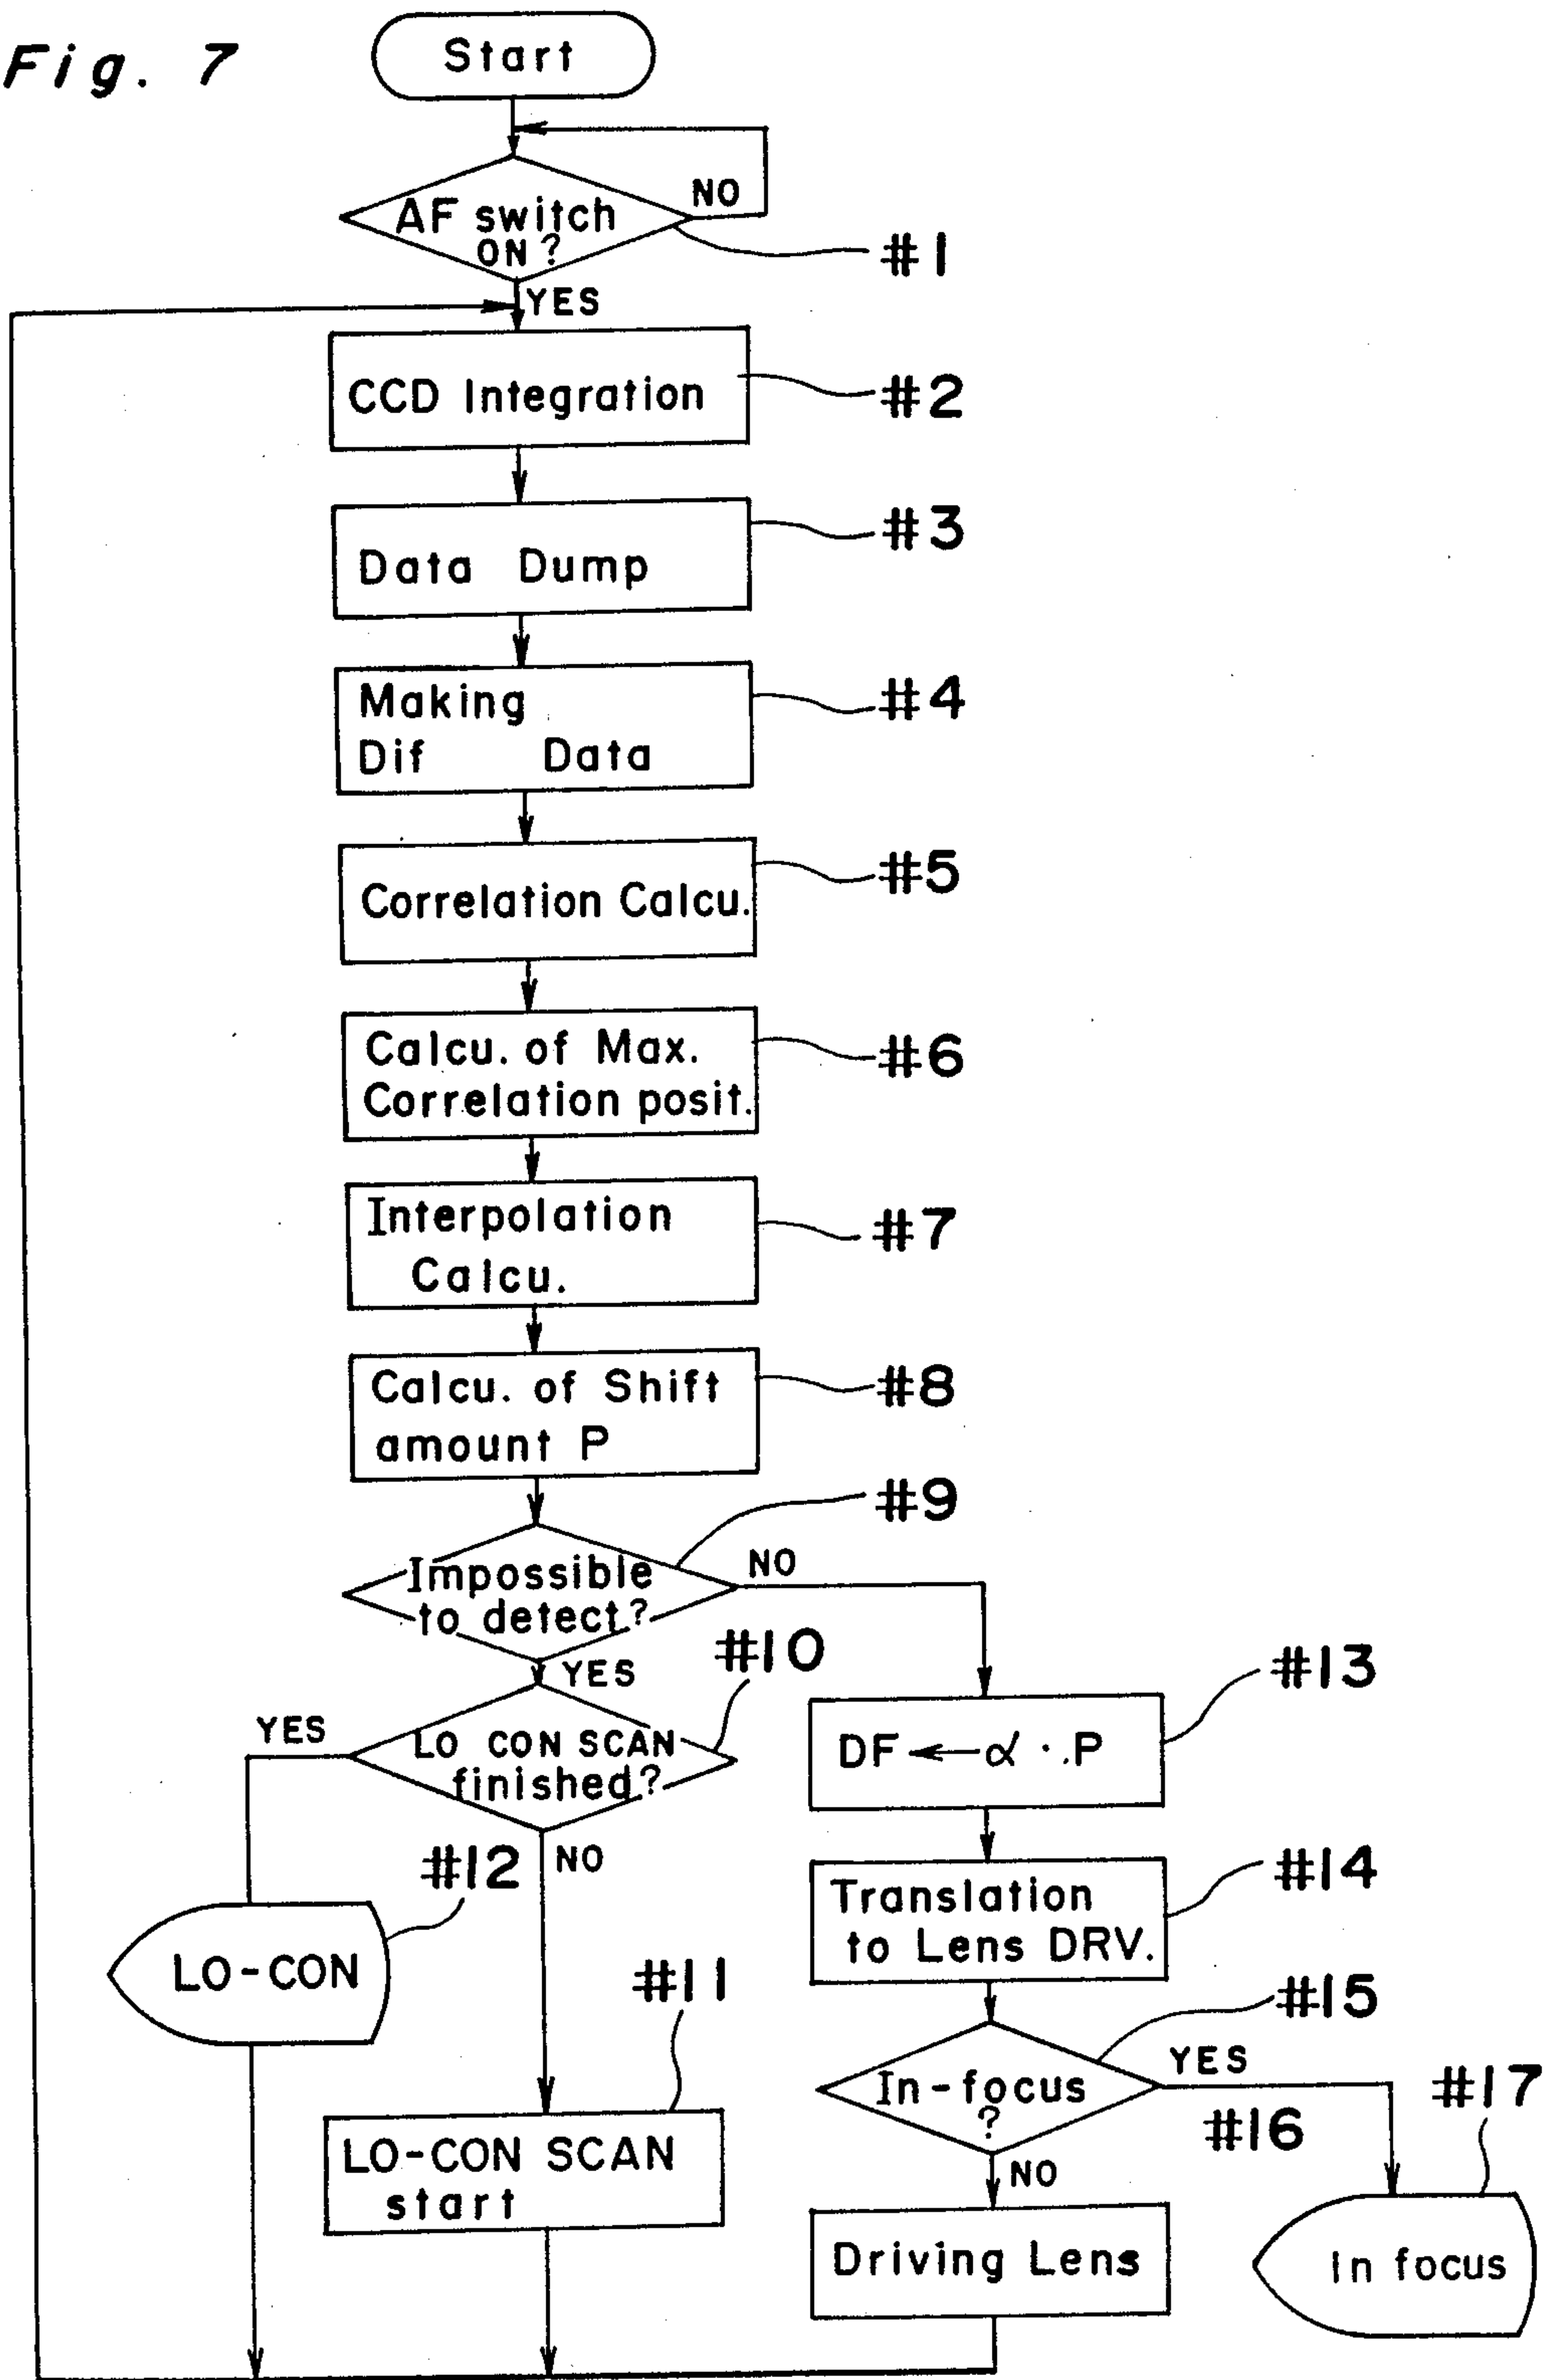 Fig. 7
Start
AF switch
ON?
NO
#1
YES
CCD Integration
#2
Data Dump
#3
Making
Dif Data
#4
Correlation Calcu.
#5
Calcu. of Max.
Correlation posit.
#6
Interpolation
Calcu.
#7
Calcu. of Shift
amount P
#8
#9
Impossible
to detect?
NO
YES
#10
LO CON SCAN
finished?
YES
NO
#12
LO-CON
#11
LO-CON SCAN
start
#13
DF ← α · P
#14
Translation
to Lens DRV.
#15
In-focus
?
YES
#16
#17
NO
Driving Lens
In focus